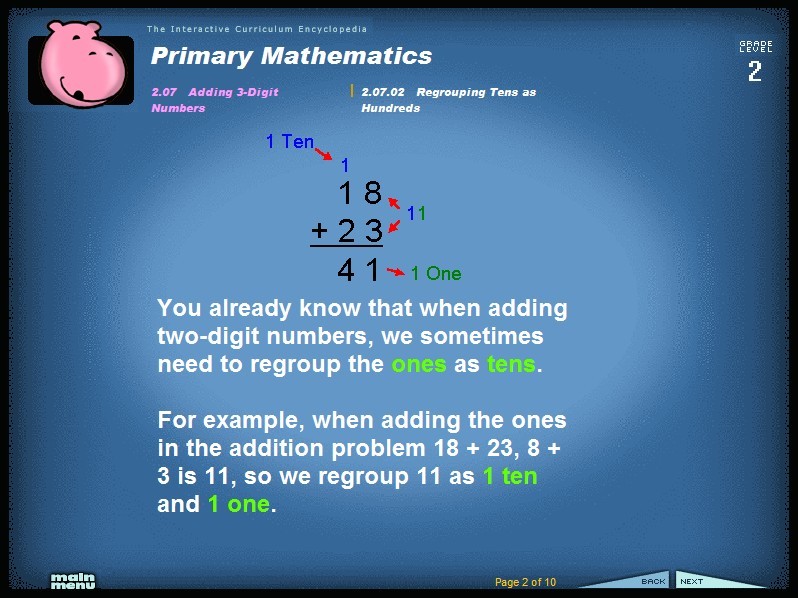 The Interactive Curriculum Encyclopedia
Primary Mathematics
GRADE
LEVEL
2
2.07 Adding 3-Digit
Numbers
2.07.02 Regrouping Tens as
Hundreds
1 Ten
1
1 8
11
+ 2 3
4 1
1 One
You already know that when adding
two-digit numbers, we sometimes
need to regroup the ones as tens.
For example, when adding the ones
in the addition problem 18 + 23, 8 +
3 is 11, so we regroup 11 as 1 ten
and 1 one.
main
menu
Page 2 of 10
BACK
NEXT